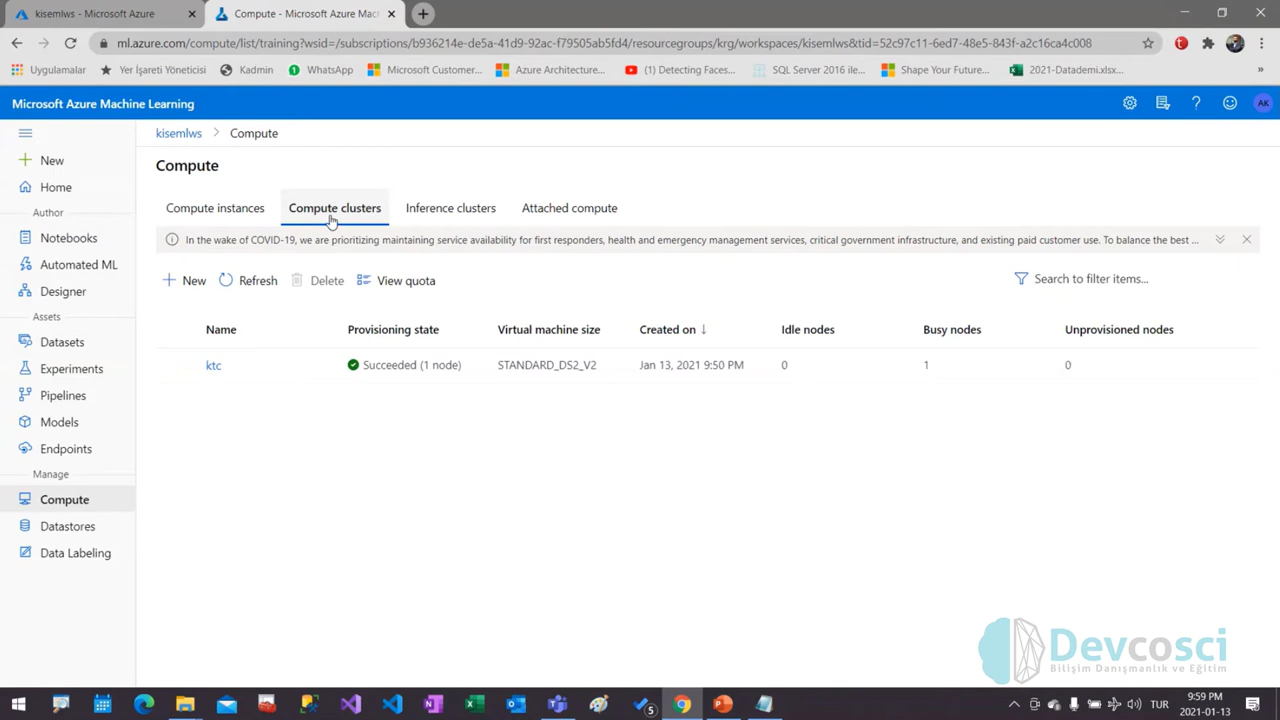 kisemlws - Microsoft Azure
Compute - Microsoft Azure Mac
ml.azure.com/compute/list/training?wsid=/subscriptions/b936214e-de5a-41d9-92ac-f79505ab5fd4/resourcegroups/krg/workspaces/kisemlws&tid=52c97c11-6ed7-48e5-843f-a2c16ca4c008
Uygulamalar
Yer İşareti Yöneticisi
Kadmin
WhatsApp
Microsoft Customer...
Azure Architecture...
(1) Detecting Faces...
SQL Server 2016 ile...
Shape Your Future...
2021-Datademi.xlsx...
»
Microsoft Azure Machine Learning
AK
kisemlws > Compute
New
Home
Author
Notebooks
Automated ML
Designer
Assets
Datasets
Experiments
Pipelines
Models
Endpoints
Manage
Compute
Datastores
Data Labeling
Compute
Compute instances
Compute clusters
Inference clusters
Attached compute
In the wake of COVID-19, we are prioritizing maintaining service availability for first responders, health and emergency management services, critical government infrastructure, and existing paid customer use. To balance the best ...
New
Refresh
Delete
View quota
Search to filter items...
Name Provisioning state Virtual machine size Created on ↓ Idle nodes Busy nodes Unprovisioned nodes
ktc Succeeded (1 node) STANDARD_DS2_V2 Jan 13, 2021 9:50 PM 0 1 0
Devcosci
Bilişim Danışmanlık ve Eğitim
5
TUR
9:59 PM
2021-01-13